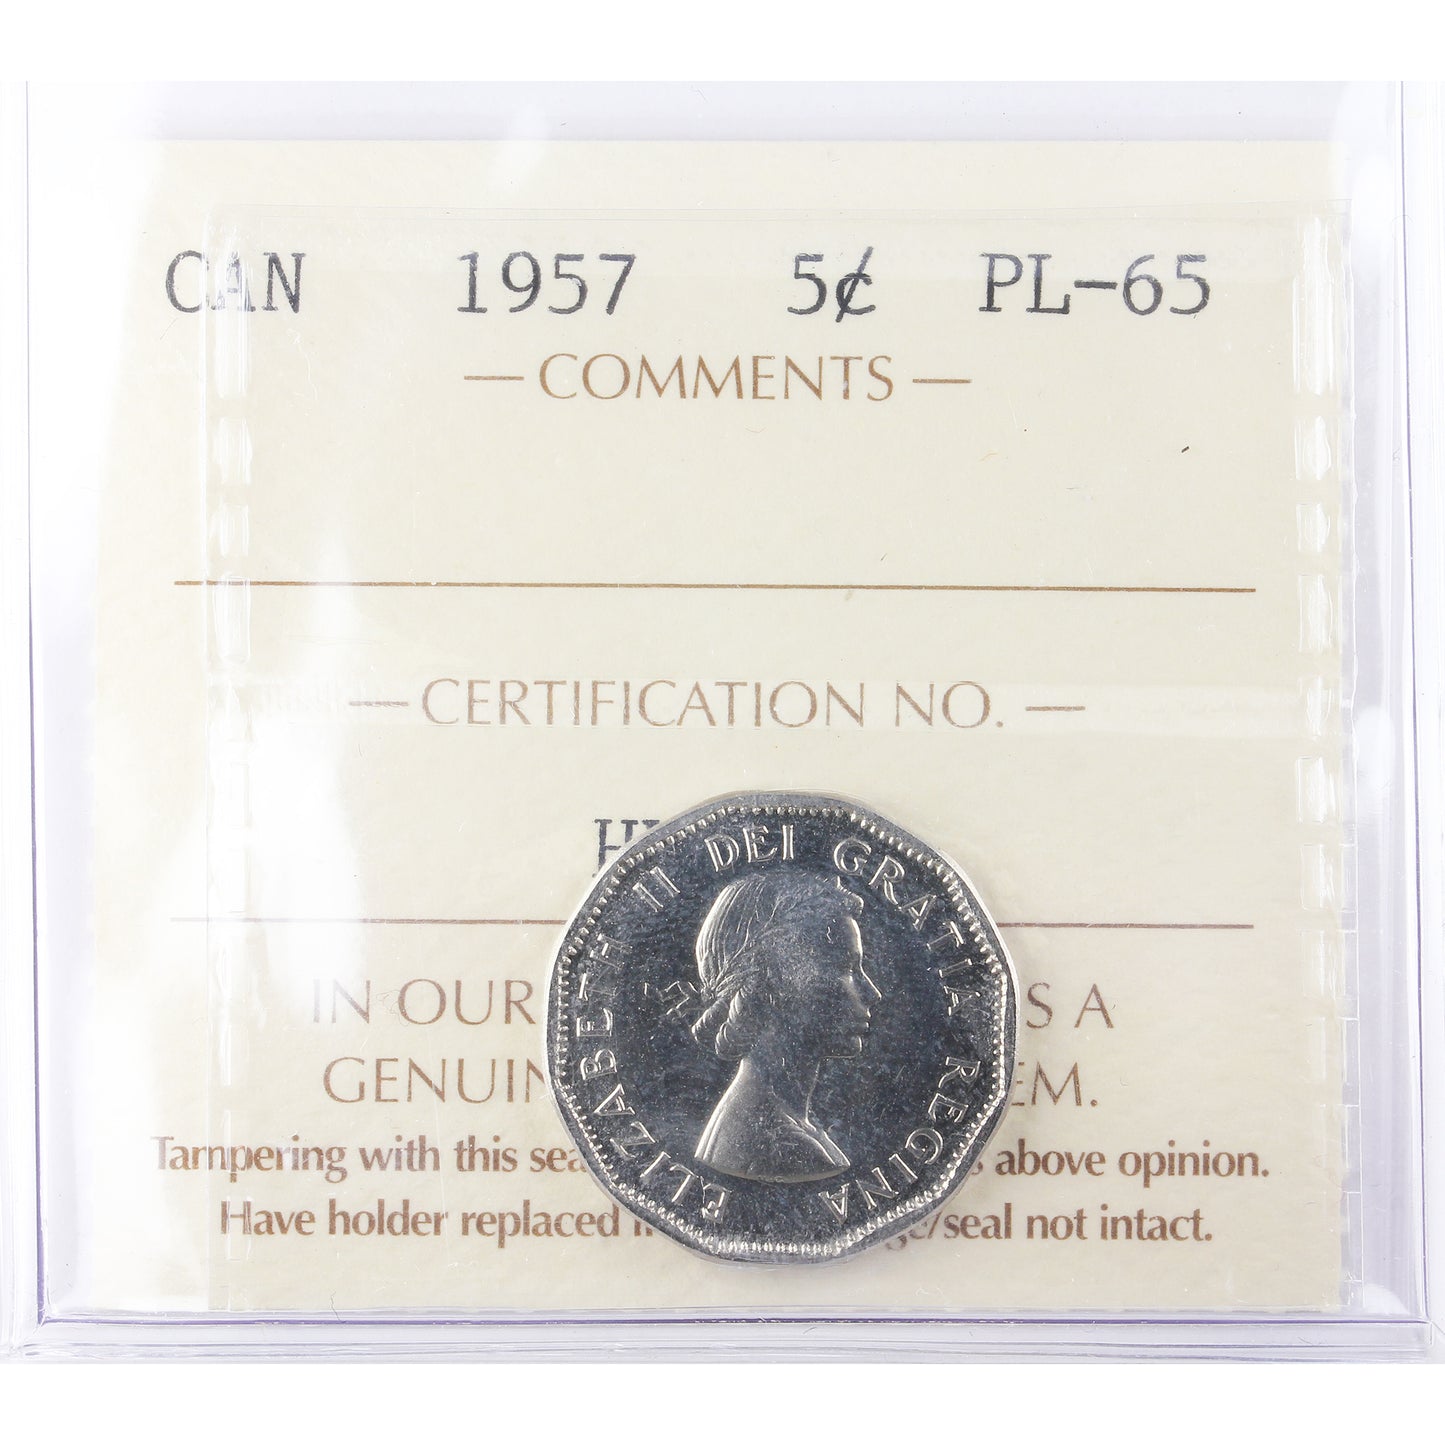 CAN 1957 5¢ PL-65
— COMMENTS —
— CERTIFICATION NO. —
IN OUR S A
GENUIN EM.
Tampering with this sea above opinion.
Have holder replaced /seal not intact.
ELIZABETH II DEI GRATIA REGINA